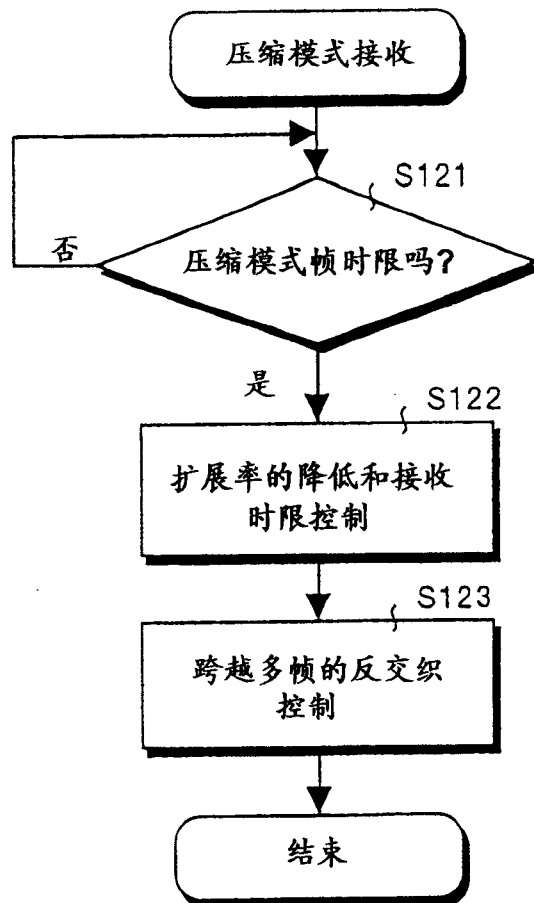 压缩模式接收
S121
压缩模式帧时限吗?
否
是
S122
扩展率的降低和接收
时限控制
S123
跨越多帧的反交织
控制
结束